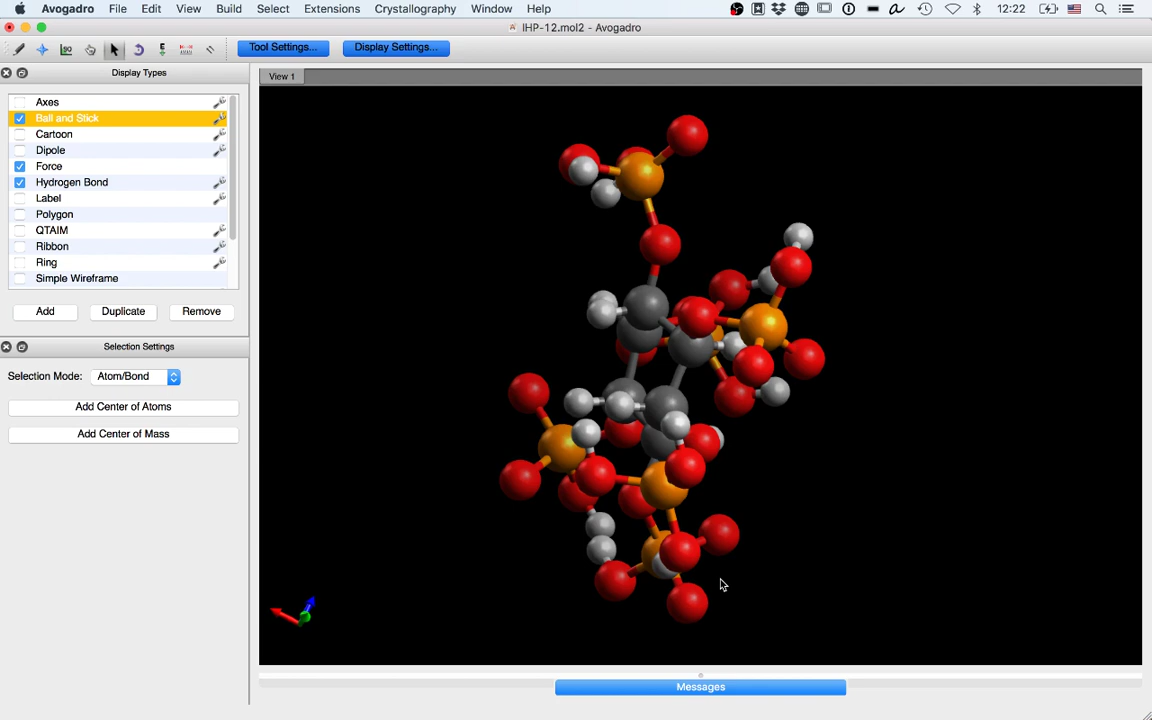 Avogadro File Edit View Build Select Extensions Crystallography Window Help 12:22
IHP-12.mol2 - Avogadro
Tool Settings... Display Settings...
Display Types
View 1
Axes
Ball and Stick
Cartoon
Dipole
Force
Hydrogen Bond
Label
Polygon
QTAIM
Ribbon
Ring
Simple Wireframe
Add Duplicate Remove
Selection Settings
Selection Mode: Atom/Bond
Add Center of Atoms
Add Center of Mass
Messages